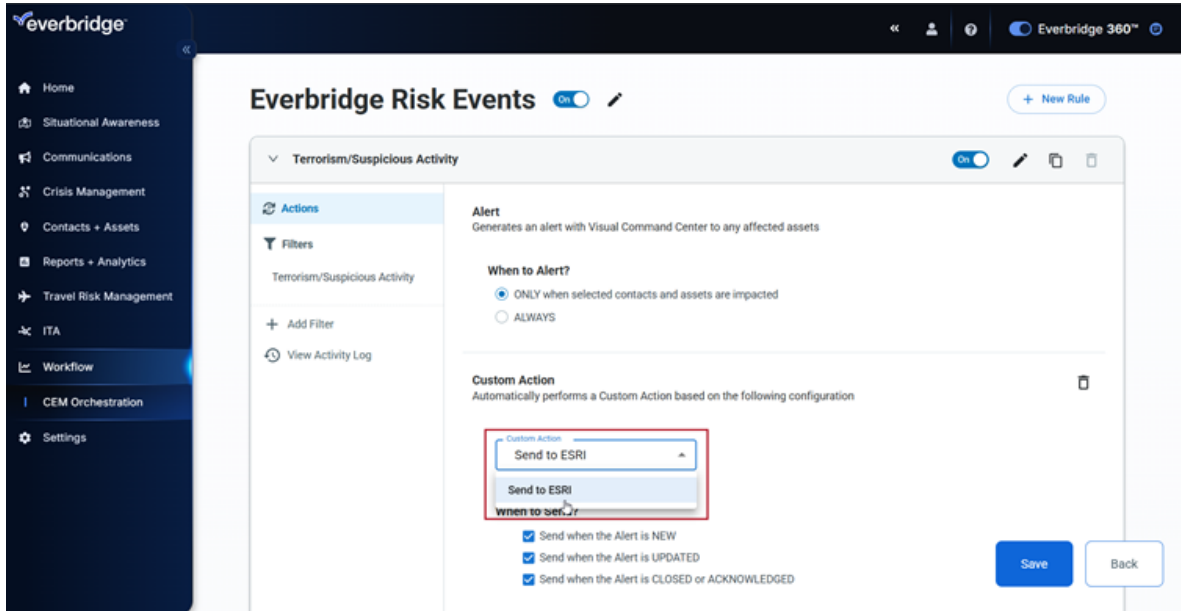 everbridge
Everbridge 360™
Home
Situational Awareness
Communications
Crisis Management
Contacts + Assets
Reports + Analytics
Travel Risk Management
ITA
Workflow
CEM Orchestration
Settings
Everbridge Risk Events
On
+ New Rule
Terrorism/Suspicious Activity
On
Actions
Filters
Terrorism/Suspicious Activity
+ Add Filter
View Activity Log
Alert
Generates an alert with Visual Command Center to any affected assets
When to Alert?
ONLY when selected contacts and assets are impacted
ALWAYS
Custom Action
Automatically performs a Custom Action based on the following configuration
Custom Action
Send to ESRI
Send to ESRI
When to Send?
Send when the Alert is NEW
Send when the Alert is UPDATED
Send when the Alert is CLOSED or ACKNOWLEDGED
Save
Back